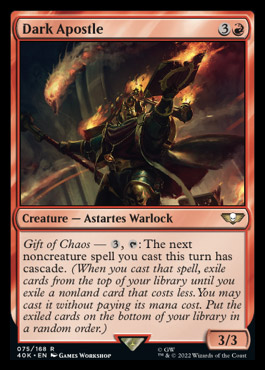 Dark Apostle 3
Creature — Astartes Warlock
Gift of Chaos — 3, : The next
noncreature spell you cast this turn has
cascade. (When you cast that spell, exile
cards from the top of your library until you
exile a nonland card that costs less. You may
cast it without paying its mana cost. Put the
exiled cards on the bottom of your library in
a random order.)
3/3
075/168 R
40K • EN GAMES WORKSHOP
© GW
™ & © 2022 Wizards of the Coast